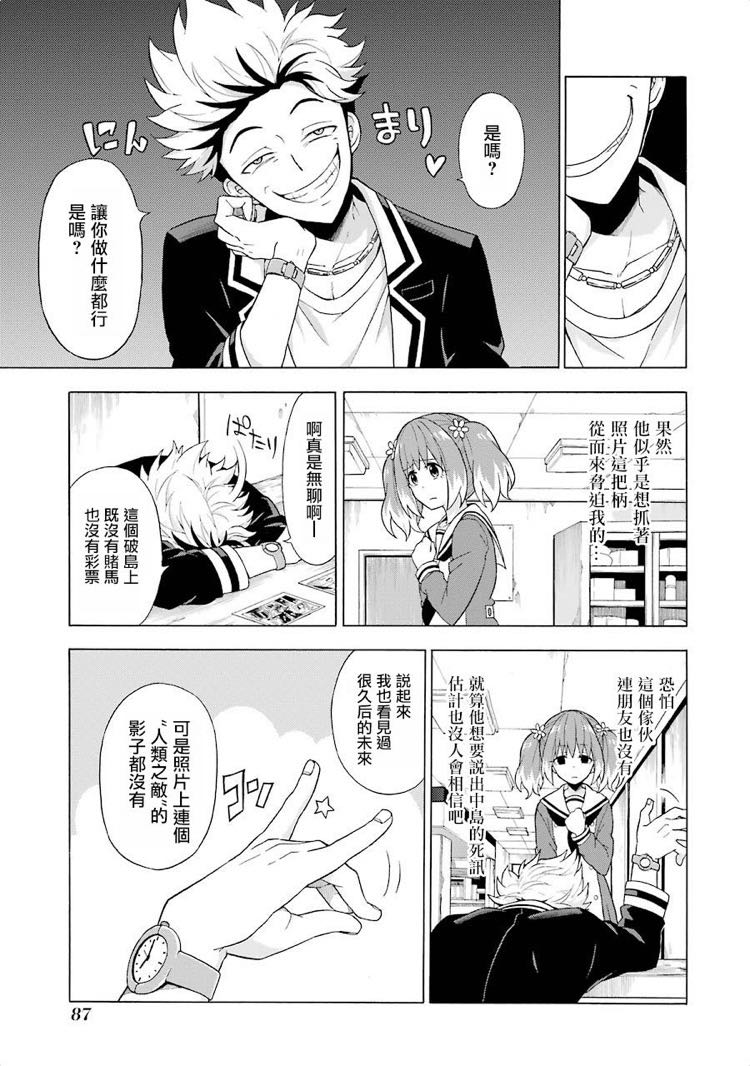 是嗎?
まりっ♡
にん
讓你做什麼都行
是嗎?
果然
他似乎是想抓著
照片這把柄
從而來脅迫我的…
啊真是無聊啊ー
ぱたり
這個破島上
既沒有賭馬
也沒有彩票
恐怕
這個傢伙
連朋友也沒有
就算他想要説出中島的死訊
估計也沒人會相信吧
説起來
我也看見過
很久后的未來
可是照片上連個
〝人類之敵〞的
影子都沒有
87